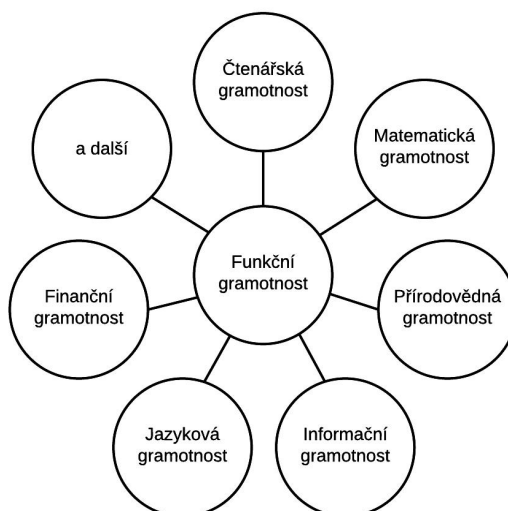 Čtenářská
gramotnost
Matematická
gramotnost
a další
Funkční
gramotnost
Finanční
gramotnost
Přírodovědná
gramotnost
Jazyková
gramotnost
Informační
gramotnost